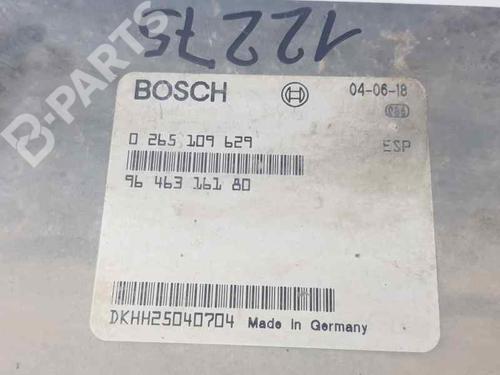 12275
B-PARTS
BOSCH
04-06-18
0 265 109 629
ESP
96 463 161 80
DKHH25040704 Made in Germany